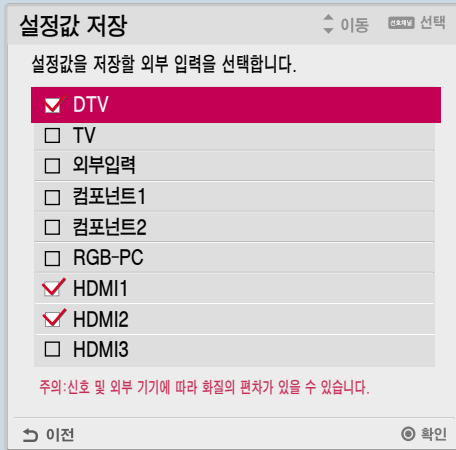 설정값 저장
이동 선호채널 선택
설정값을 저장할 외부 입력을 선택합니다.
DTV
TV
외부입력
컴포넌트1
컴포넌트2
RGB-PC
HDMI1
HDMI2
HDMI3
주의:신호 및 외부 기기에 따라 화질의 편차가 있을 수 있습니다.
이전
확인